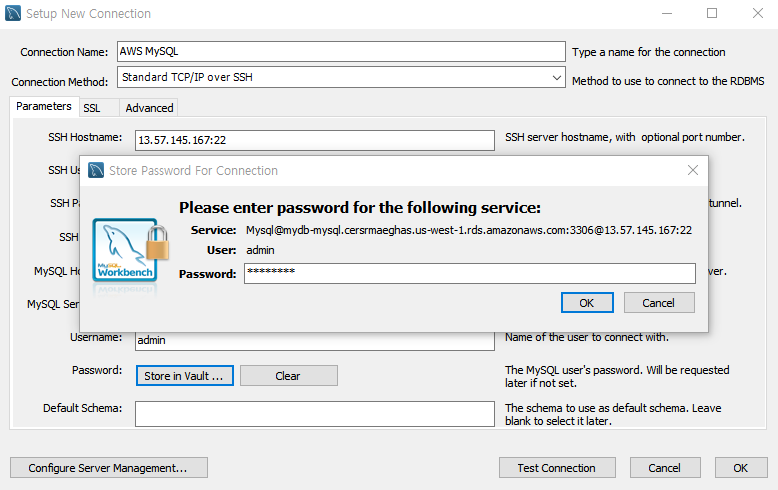 Setup New Connection
Connection Name: AWS MySQL Type a name for the connection
Connection Method: Standard TCP/IP over SSH Method to use to connect to the RDBMS
Parameters SSL Advanced
SSH Hostname: 13.57.145.167:22 SSH server hostname, with optional port number.
SSH Us
Store Password For Connection
SSH Pa
tunnel.
Please enter password for the following service:
Service: Mysql@mydb-mysql.cersrmaeghas.us-west-1.rds.amazonaws.com:3306@13.57.145.167:22
SSH
User: admin
MySQL Ho
Password: ********
ver.
MySQL
Workbench
MySQL Ser
OK Cancel
Username: admin Name of the user to connect with.
Password: Store in Vault ... Clear The MySQL user's password. Will be requested
later if not set.
Default Schema: The schema to use as default schema. Leave
blank to select it later.
Configure Server Management... Test Connection Cancel OK